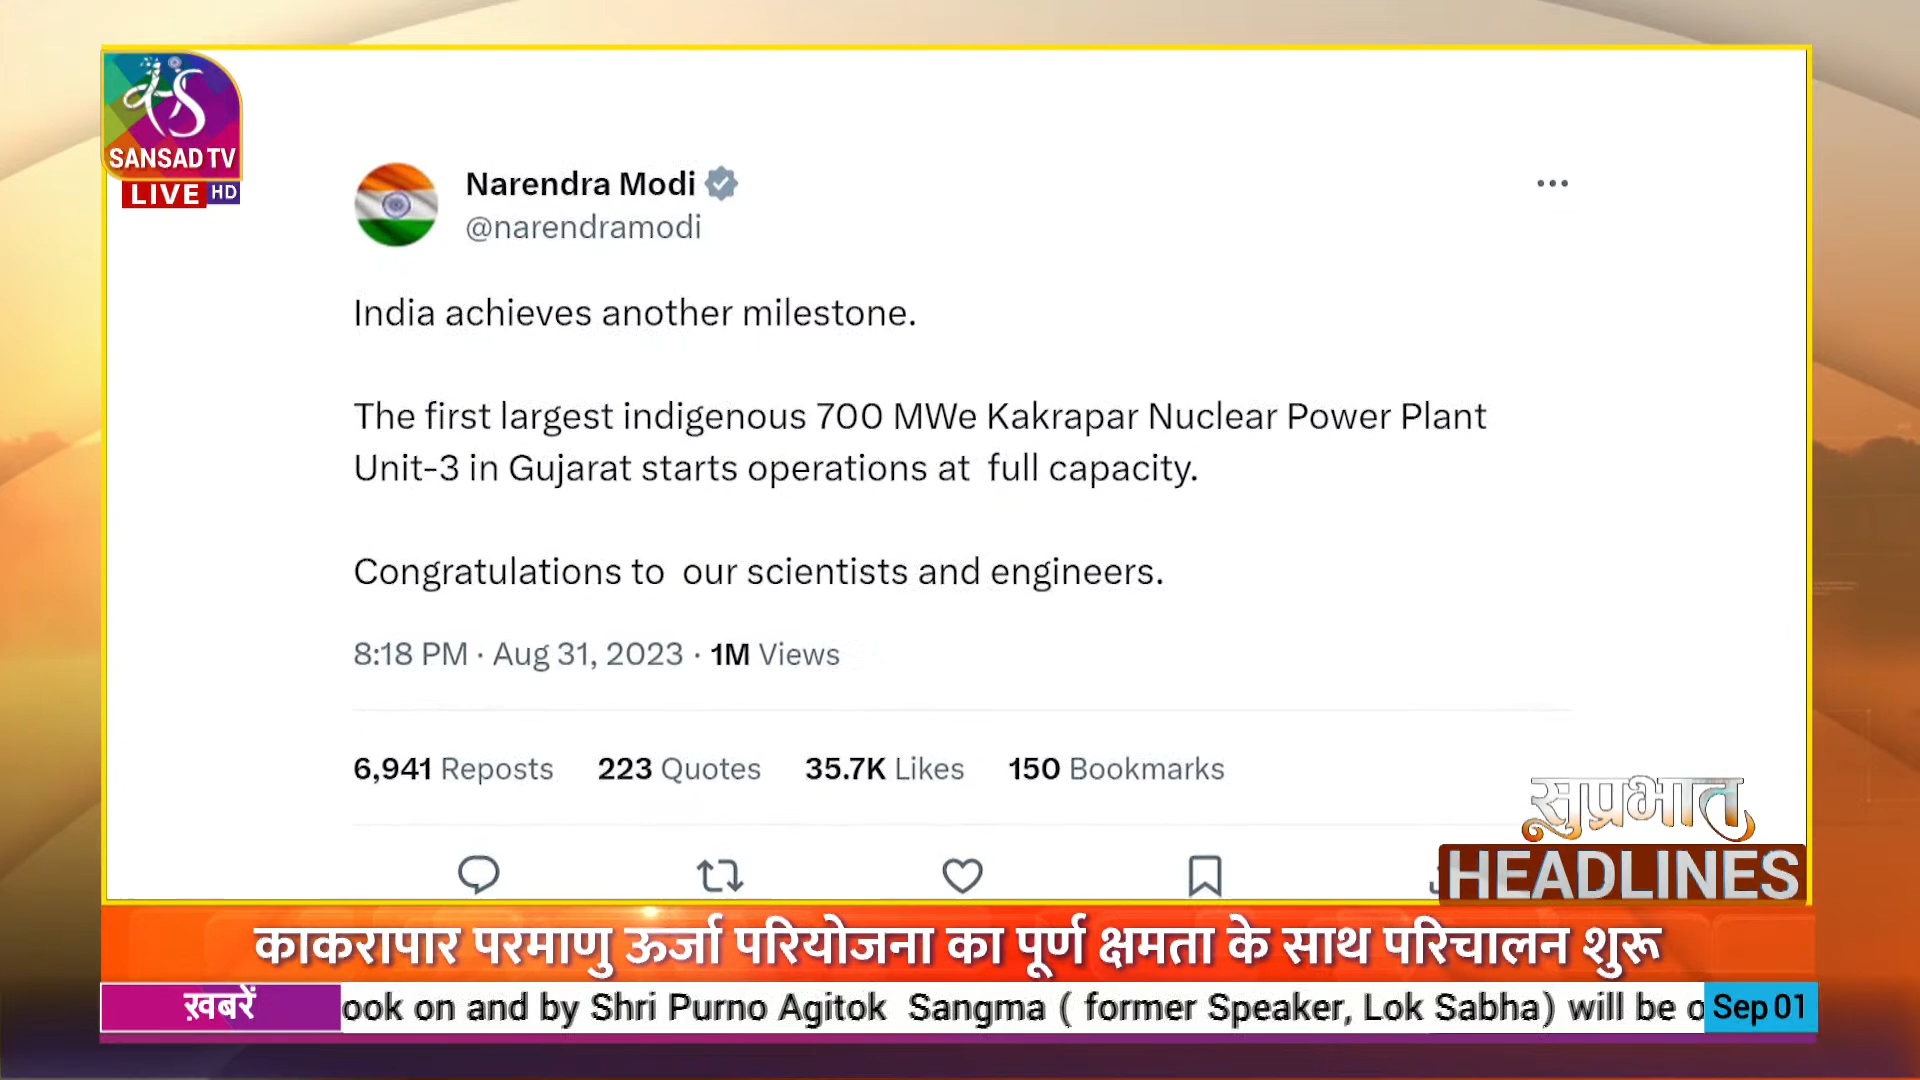 SANSAD TV
LIVE HD
Narendra Modi
@narendramodi
India achieves another milestone.
The first largest indigenous 700 MWe Kakrapar Nuclear Power Plant
Unit-3 in Gujarat starts operations at full capacity.
Congratulations to our scientists and engineers.
8:18 PM · Aug 31, 2023 · 1M Views
6,941 Reposts 223 Quotes 35.7K Likes 150 Bookmarks
सुप्रभात
HEADLINES
काकरापार परमाणु ऊर्जा परियोजना का पूर्ण क्षमता के साथ परिचालन शुरू
ख़बरें ook on and by Shri Purno Agitok Sangma ( former Speaker, Lok Sabha) will be o Sep 01